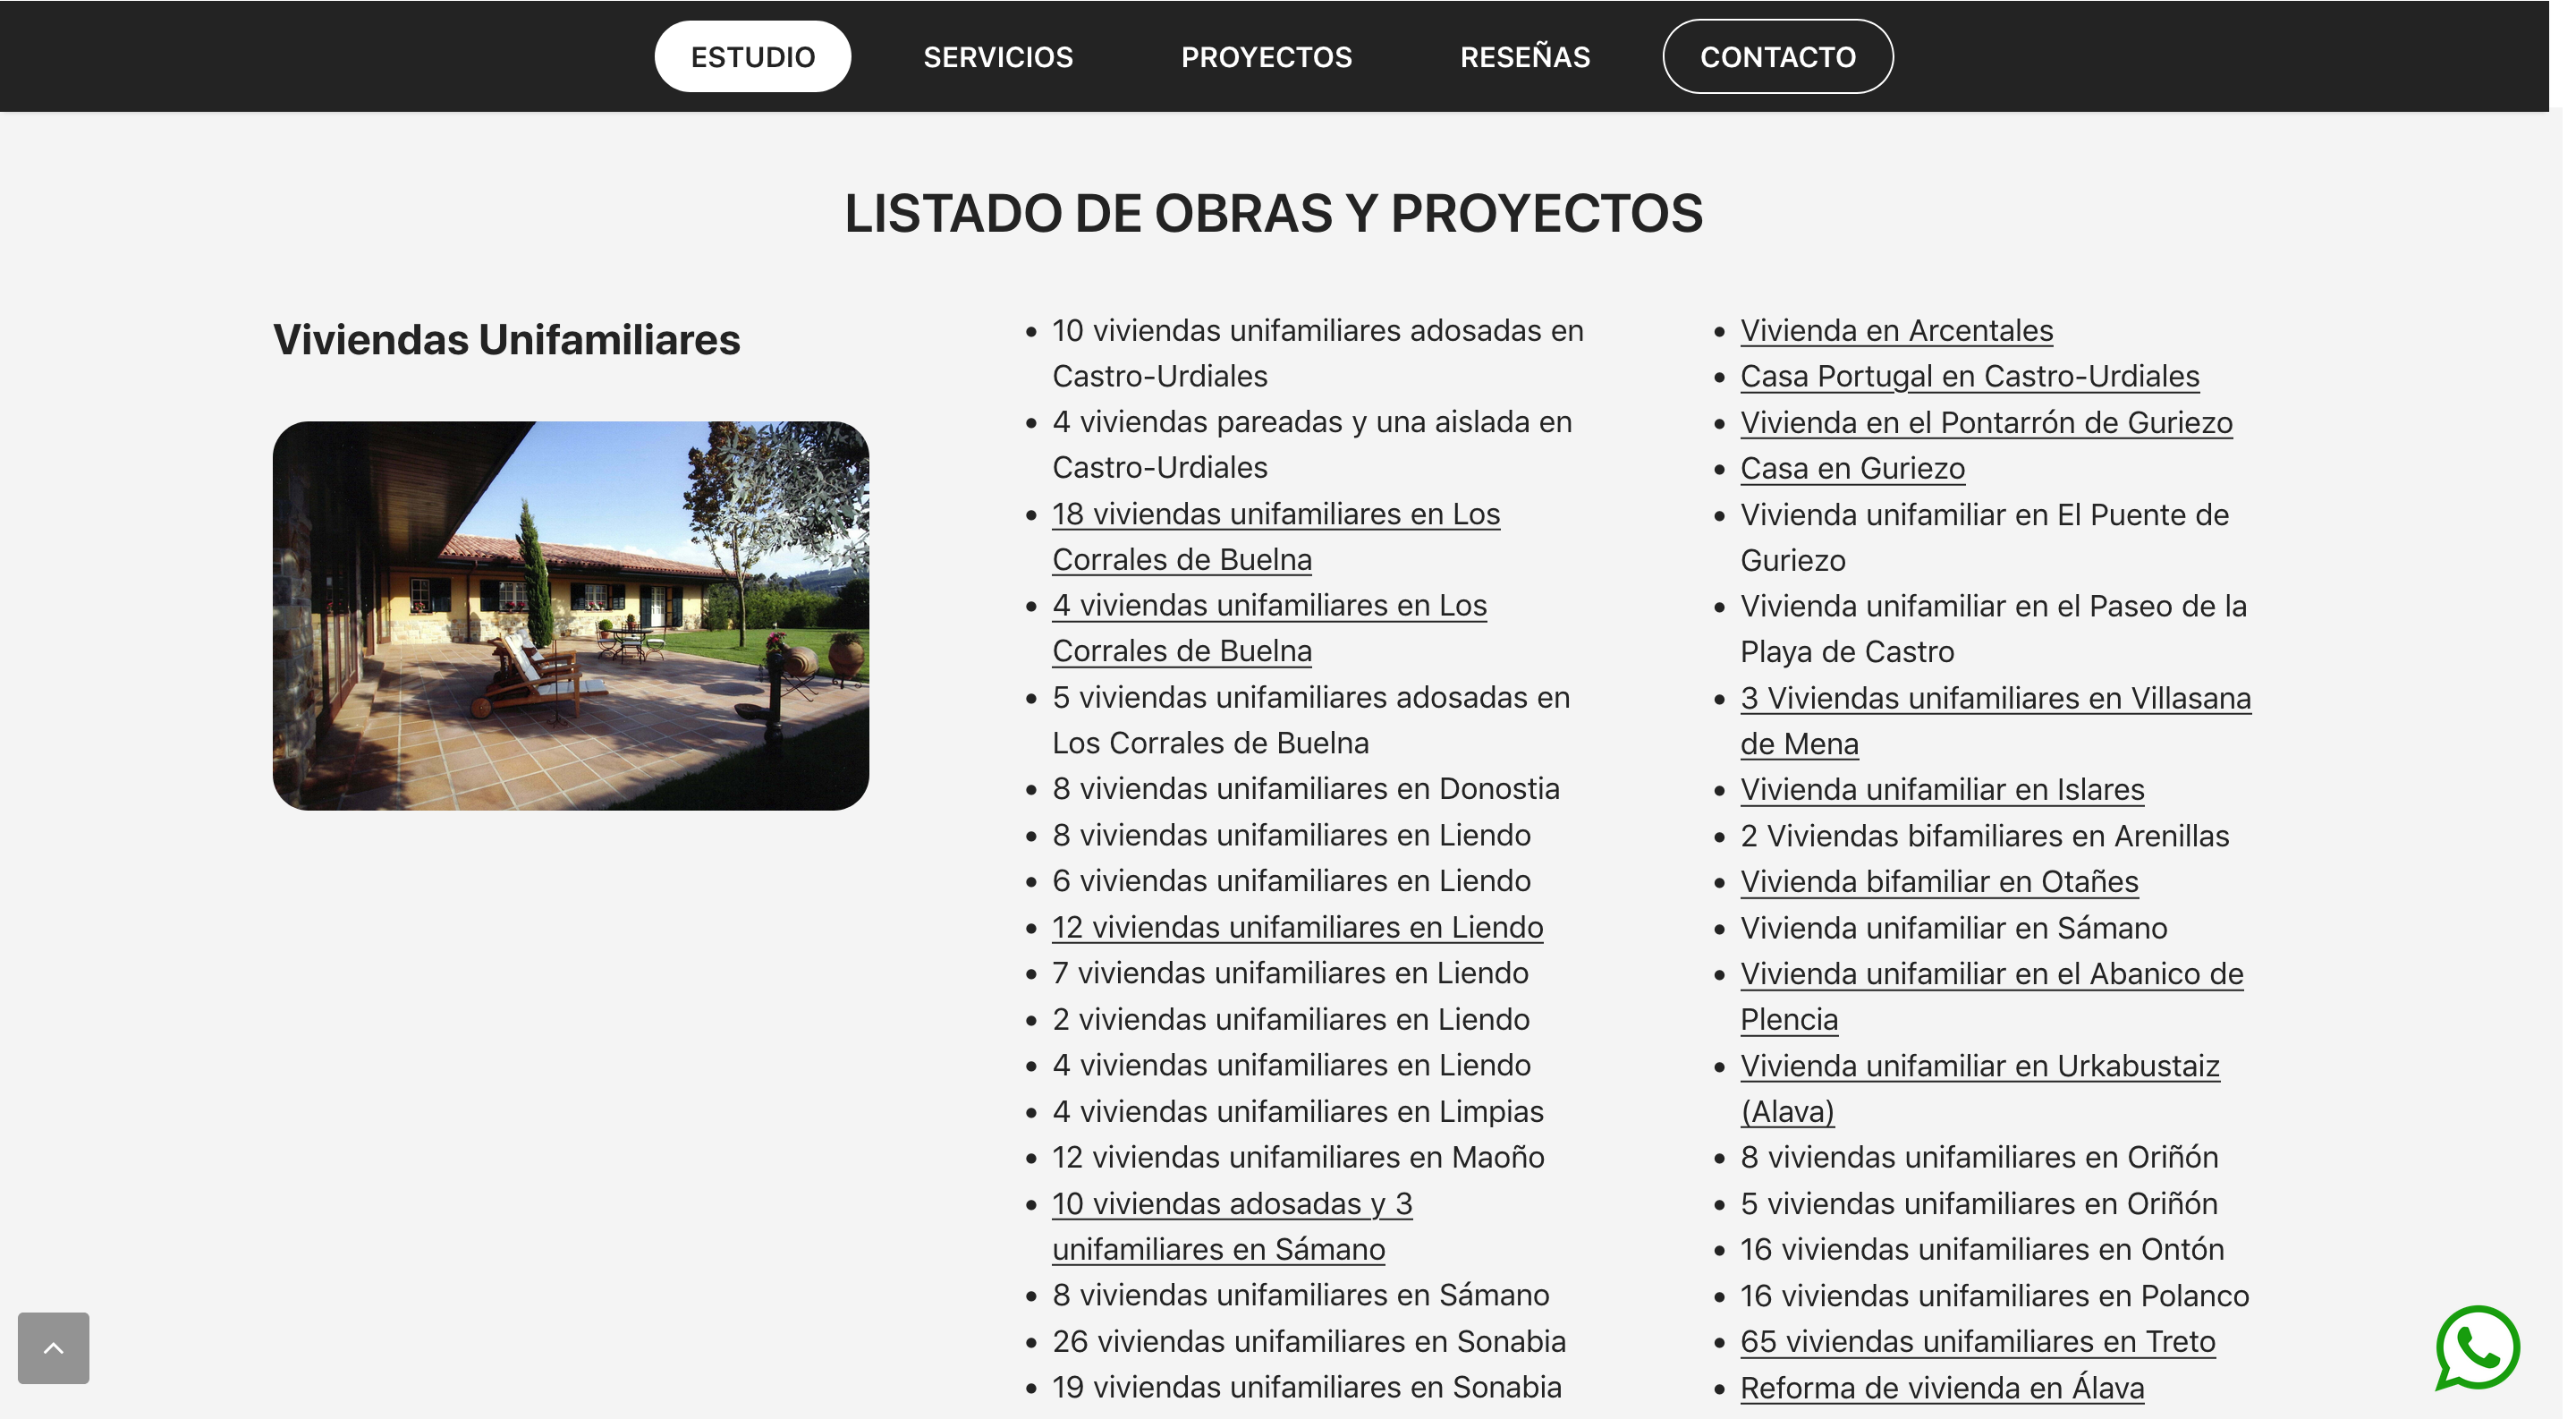 ESTUDIO SERVICIOS PROYECTOS RESEÑAS CONTACTO
LISTADO DE OBRAS Y PROYECTOS
Viviendas Unifamiliares
10 viviendas unifamiliares adosadas en
Castro-Urdiales
4 viviendas pareadas y una aislada en
Castro-Urdiales
18 viviendas unifamiliares en Los
Corrales de Buelna
4 viviendas unifamiliares en Los
Corrales de Buelna
5 viviendas unifamiliares adosadas en
Los Corrales de Buelna
8 viviendas unifamiliares en Donostia
8 viviendas unifamiliares en Liendo
6 viviendas unifamiliares en Liendo
12 viviendas unifamiliares en Liendo
7 viviendas unifamiliares en Liendo
2 viviendas unifamiliares en Liendo
4 viviendas unifamiliares en Liendo
4 viviendas unifamiliares en Limpias
12 viviendas unifamiliares en Maoño
10 viviendas adosadas y 3
unifamiliares en Sámano
8 viviendas unifamiliares en Sámano
26 viviendas unifamiliares en Sonabia
19 viviendas unifamiliares en Sonabia
Vivienda en Arcentales
Casa Portugal en Castro-Urdiales
Vivienda en el Pontarrón de Guriezo
Casa en Guriezo
Vivienda unifamiliar en El Puente de
Guriezo
Vivienda unifamiliar en el Paseo de la
Playa de Castro
3 Viviendas unifamiliares en Villasana
de Mena
Vivienda unifamiliar en Islares
2 Viviendas bifamiliares en Arenillas
Vivienda bifamiliar en Otañes
Vivienda unifamiliar en Sámano
Vivienda unifamiliar en el Abanico de
Plencia
Vivienda unifamiliar en Urkabustaiz
(Alava)
8 viviendas unifamiliares en Oriñón
5 viviendas unifamiliares en Oriñón
16 viviendas unifamiliares en Ontón
16 viviendas unifamiliares en Polanco
65 viviendas unifamiliares en Treto
Reforma de vivienda en Álava